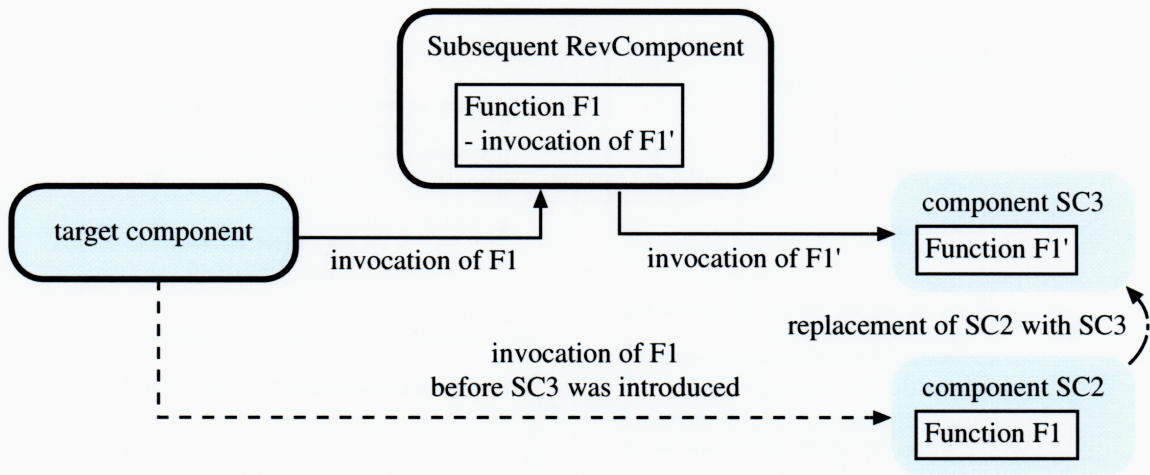 Subsequent RevComponent
Function F1
- invocation of F1'
target component
invocation of F1
invocation of F1'
component SC3
Function F1'
replacement of SC2 with SC3
invocation of F1
before SC3 was introduced
component SC2
Function F1